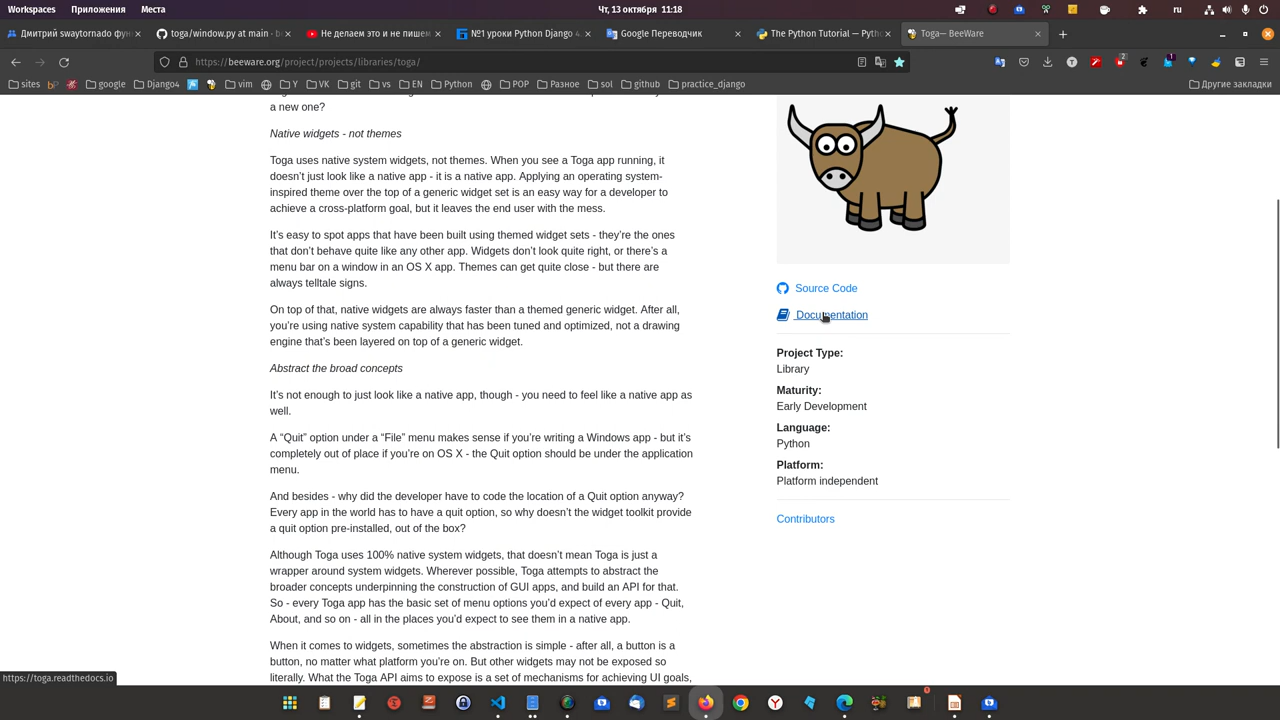 Workspaces Приложения Места Чт, 13 октября 11:18 ru
Дмитрий swaytornado фун toga/window.py at main · be Не делаем это и не пишем №1 уроки Python Django 4. Google Переводчик The Python Tutorial — Pytho Toga— BeeWare
https://beeware.org/project/projects/libraries/toga/
sites google Django4 vim Y VK git vs EN Python POP Разное sol github practice_django Другие закладки
a new one?
Native widgets - not themes
Toga uses native system widgets, not themes. When you see a Toga app running, it
doesn’t just look like a native app - it is a native app. Applying an operating system-
inspired theme over the top of a generic widget set is an easy way for a developer to
achieve a cross-platform goal, but it leaves the end user with the mess.
It’s easy to spot apps that have been built using themed widget sets - they’re the ones
that don’t behave quite like any other app. Widgets don’t look quite right, or there’s a
menu bar on a window in an OS X app. Themes can get quite close - but there are
always telltale signs.
On top of that, native widgets are always faster than a themed generic widget. After all,
you’re using native system capability that has been tuned and optimized, not a drawing
engine that’s been layered on top of a generic widget.
Abstract the broad concepts
It’s not enough to just look like a native app, though - you need to feel like a native app as
well.
A “Quit” option under a “File” menu makes sense if you’re writing a Windows app - but it’s
completely out of place if you’re on OS X - the Quit option should be under the application
menu.
And besides - why did the developer have to code the location of a Quit option anyway?
Every app in the world has to have a quit option, so why doesn’t the widget toolkit provide
a quit option pre-installed, out of the box?
Although Toga uses 100% native system widgets, that doesn’t mean Toga is just a
wrapper around system widgets. Wherever possible, Toga attempts to abstract the
broader concepts underpinning the construction of GUI apps, and build an API for that.
So - every Toga app has the basic set of menu options you’d expect of every app - Quit,
About, and so on - all in the places you’d expect to see them in a native app.
When it comes to widgets, sometimes the abstraction is simple - after all, a button is a
button, no matter what platform you’re on. But other widgets may not be exposed so
literally. What the Toga API aims to expose is a set of mechanisms for achieving UI goals,
Source Code
Documentation
Project Type:
Library
Maturity:
Early Development
Language:
Python
Platform:
Platform independent
Contributors
https://toga.readthedocs.io